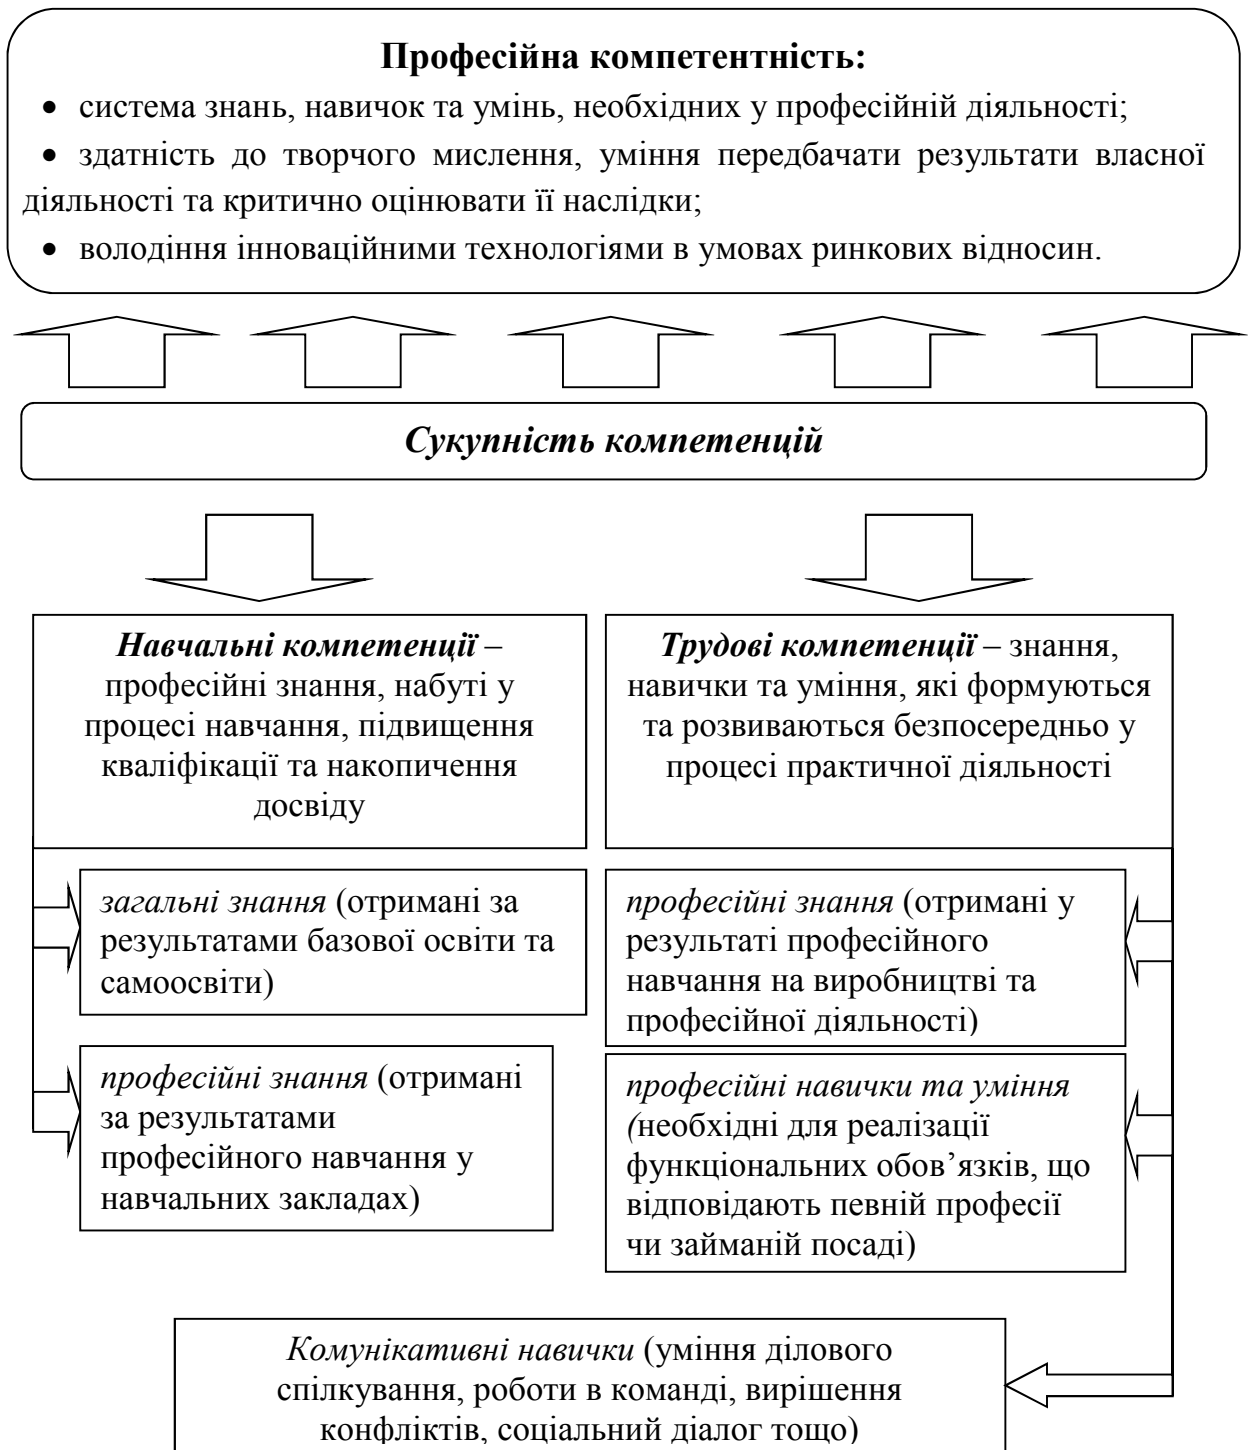 Професійна компетентність:
• система знань, навичок та умінь, необхідних у професійній діяльності;
• здатність до творчого мислення, уміння передбачати результати власної
діяльності та критично оцінювати її наслідки;
• володіння інноваційними технологіями в умовах ринкових відносин.
Сукупність компетенцій
Навчальні компетенції –
професійні знання, набуті у
процесі навчання, підвищення
кваліфікації та накопичення
досвіду
Трудові компетенції – знання,
навички та уміння, які формуються
та розвиваються безпосередньо у
процесі практичної діяльності
загальні знання (отримані за
результатами базової освіти та
самоосвіти)
професійні знання (отримані
за результатами
професійного навчання у
навчальних закладах)
професійні знання (отримані у
результаті професійного
навчання на виробництві та
професійної діяльності)
професійні навички та уміння
(необхідні для реалізації
функціональних обов’язків, що
відповідають певній професії
чи займаній посаді)
Комунікативні навички (уміння ділового
спілкування, роботи в команді, вирішення
конфліктів, соціальний діалог тощо)